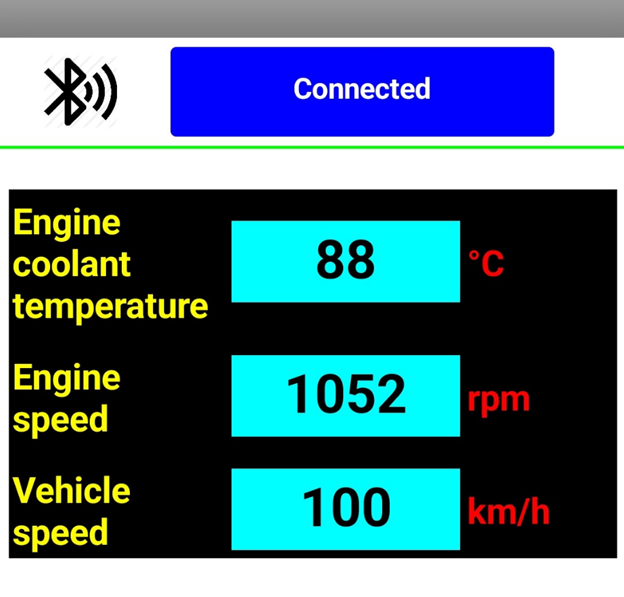 Connected
Engine
coolant
temperature
88 °C
Engine
speed
1052 rpm
Vehicle
speed
100 km/h